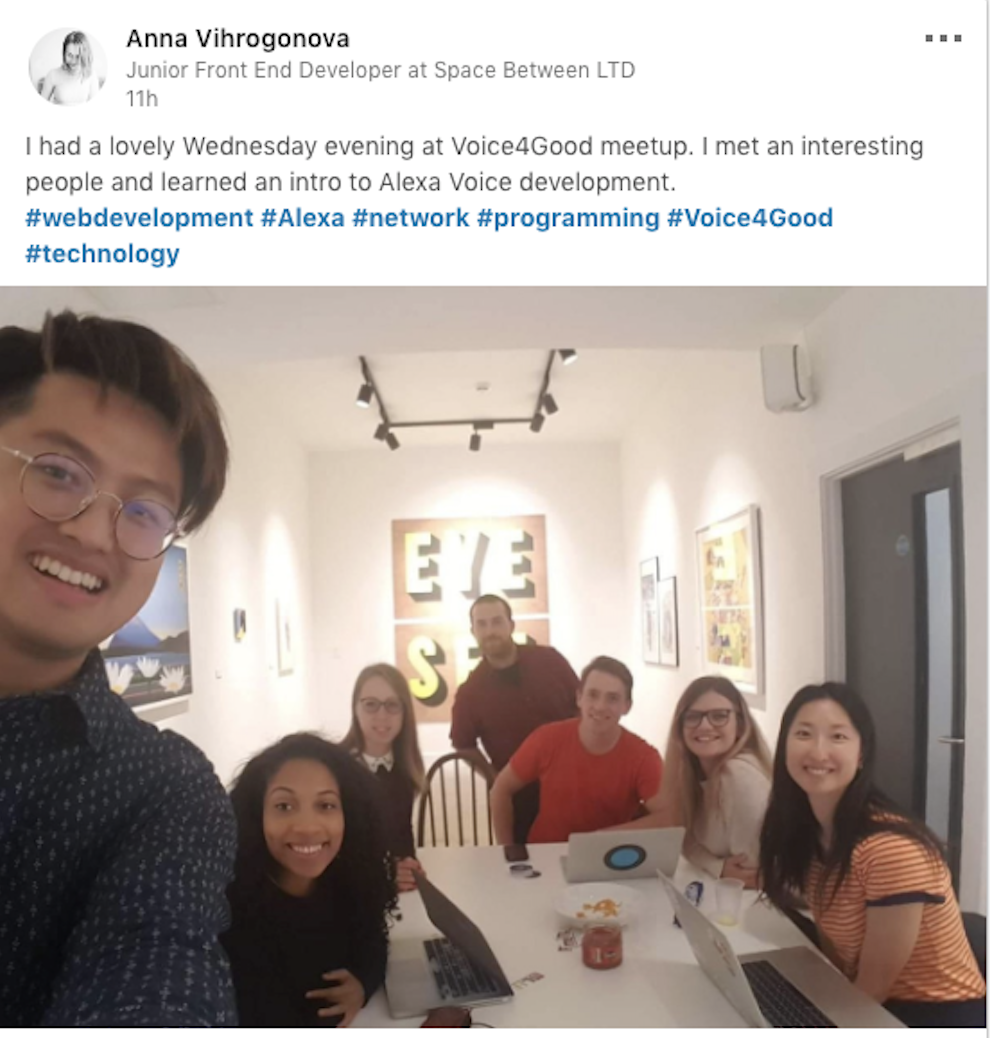 Anna Vihrogonova
Junior Front End Developer at Space Between LTD
11h
I had a lovely Wednesday evening at Voice4Good meetup. I met an interesting
people and learned an intro to Alexa Voice development.
#webdevelopment #Alexa #network #programming #Voice4Good
#technology
EYE
S